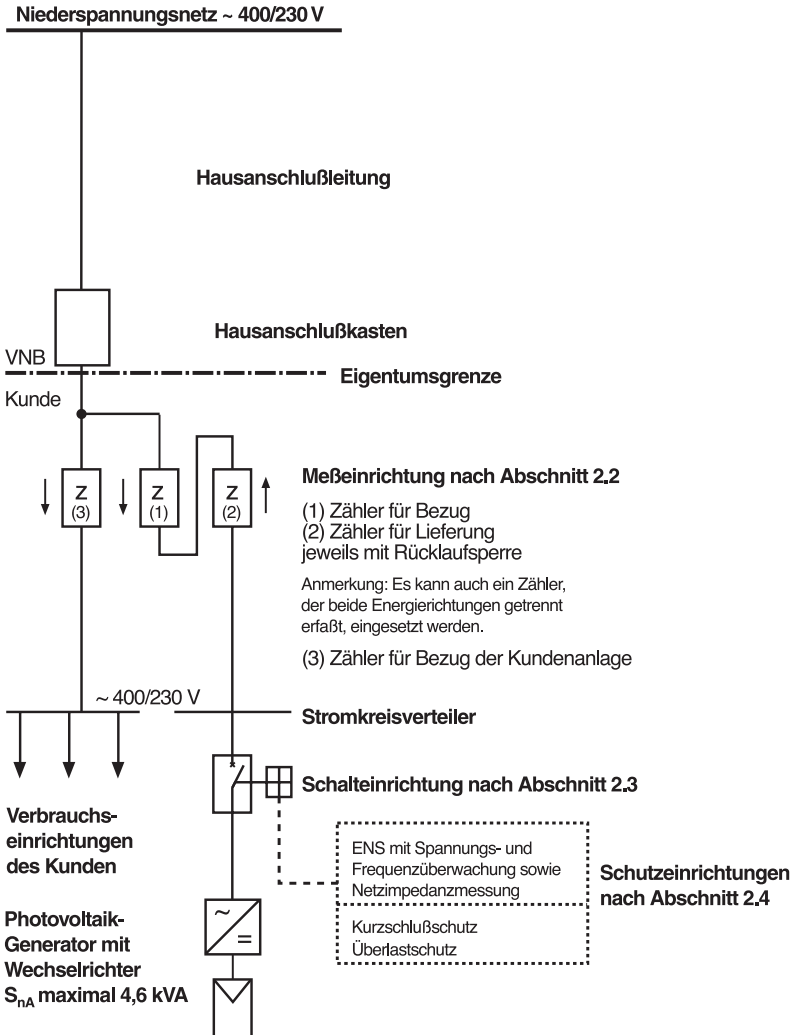 Niederspannungsnetz ~ 400/230 V
Hausanschlußleitung
Hausanschlußkasten
VNB
Eigentumsgrenze
Kunde
Z
(3)
Z
(1)
Z
(2)
Meßeinrichtung nach Abschnitt 2.2
(1) Zähler für Bezug
(2) Zähler für Lieferung
jeweils mit Rücklaufsperre
Anmerkung: Es kann auch ein Zähler,
der beide Energierichtungen getrennt
erfaßt, eingesetzt werden.
(3) Zähler für Bezug der Kundenanlage
~ 400/230 V
Stromkreisverteiler
Schalteinrichtung nach Abschnitt 2.3
Verbrauchs-
einrichtungen
des Kunden
ENS mit Spannungs- und
Frequenzüberwachung sowie
Netzimpedanzmessung
Kurzschlußschutz
Überlastschutz
Schutzeinrichtungen
nach Abschnitt 2.4
Photovoltaik-
Generator mit
Wechselrichter
SnA maximal 4,6 kVA
~
=